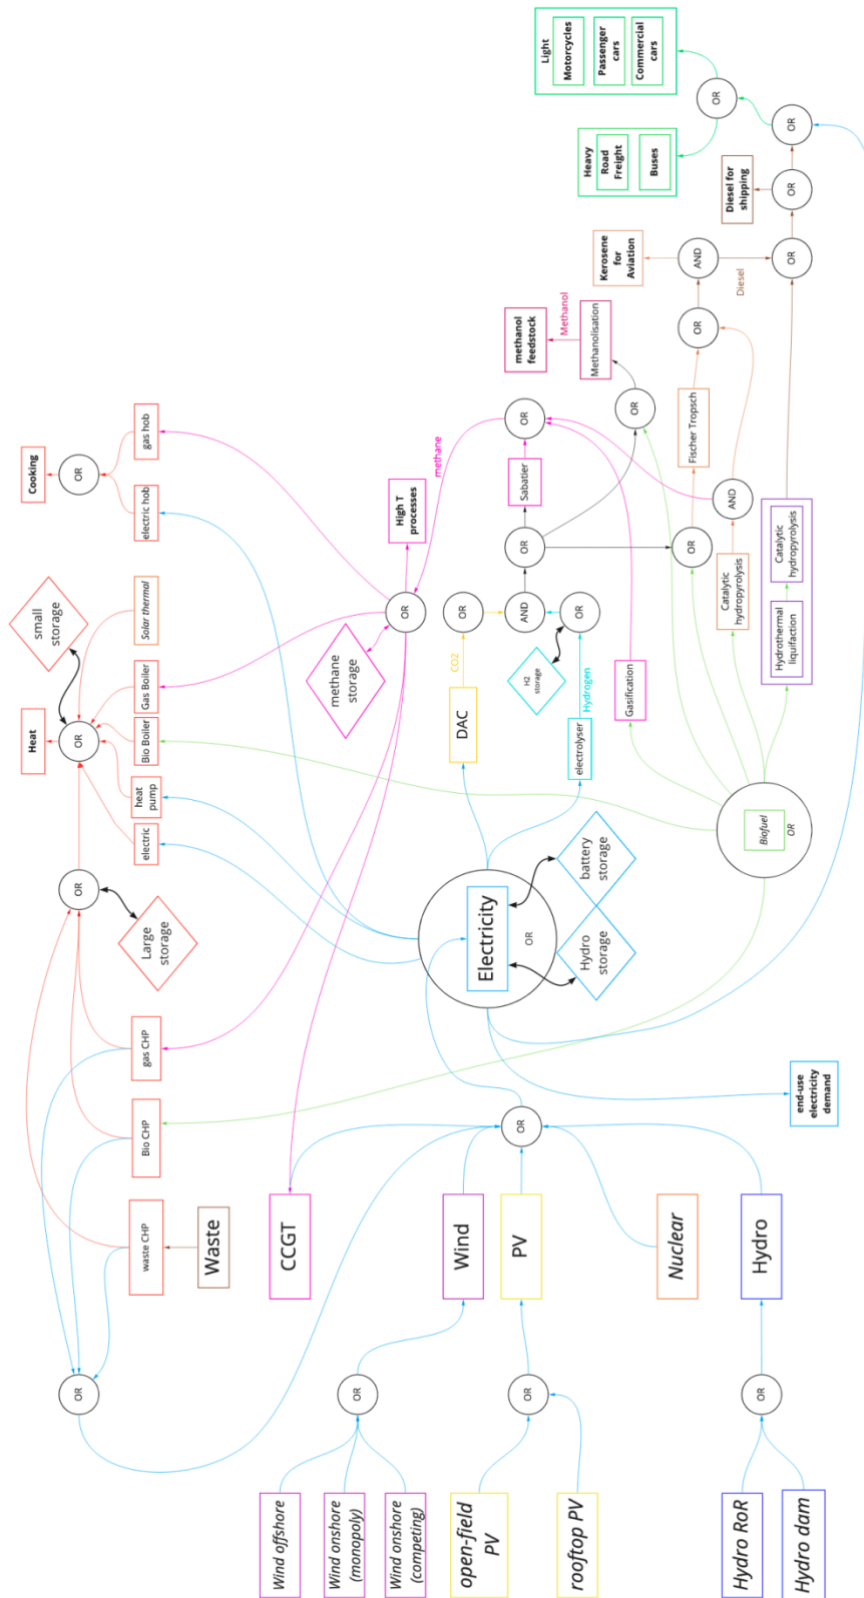 Wind offshore
Wind onshore
(monopoly)
Wind onshore
(competing)
open-field
PV
rooftop PV
Hydro RoR
Hydro dam
OR
OR
OR
OR
waste CHP
Waste
CCGT
Wind
PV
Nuclear
Hydro
Bio CHP
gas CHP
OR
end-use
electricity
demand
OR
Large
storage
Electricity
OR
Hydro
storage
battery
storage
electric
heat
pump
Bio Boiler
Gas Boiler
Solar thermal
Heat
OR
small
storage
Biofuel
OR
DAC
CO2
electrolyser
Hydrogen
H2
storage
Gasification
methane
storage
OR
High T
processes
OR
AND
OR
Hydrothermal
liquifaction
Catalytic
hydropyrolysis
Catalytic
hydropyrolysis
electric hob
gas hob
Cooking
OR
OR
Sabatier
OR
methane
OR
AND
Fischer Tropsch
OR
Methanolisation
Methanol
methanol
feedstock
OR
AND
Kerosene
for
Aviation
Diesel
OR
OR
Diesel for
shipping
OR
OR
Heavy
Road
Freight
Buses
Light
Motorcycles
Passenger
cars
Commercial
cars